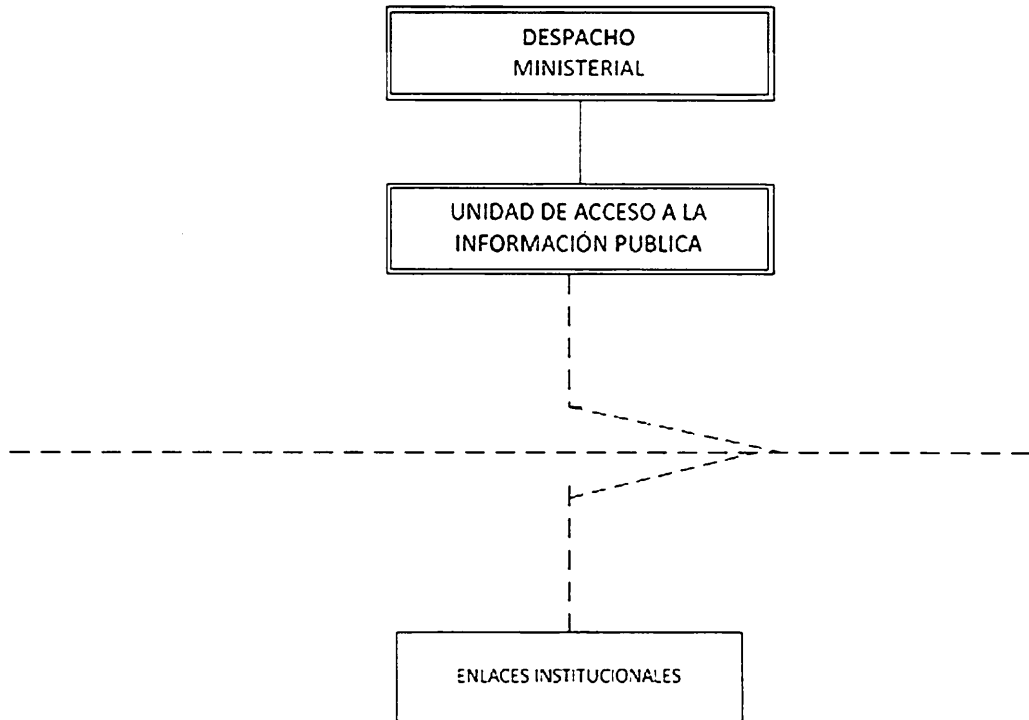 DESPACHO
MINISTERIAL
UNIDAD DE ACCESO A LA
INFORMACIÓN PUBLICA
ENLACES INSTITUCIONALES